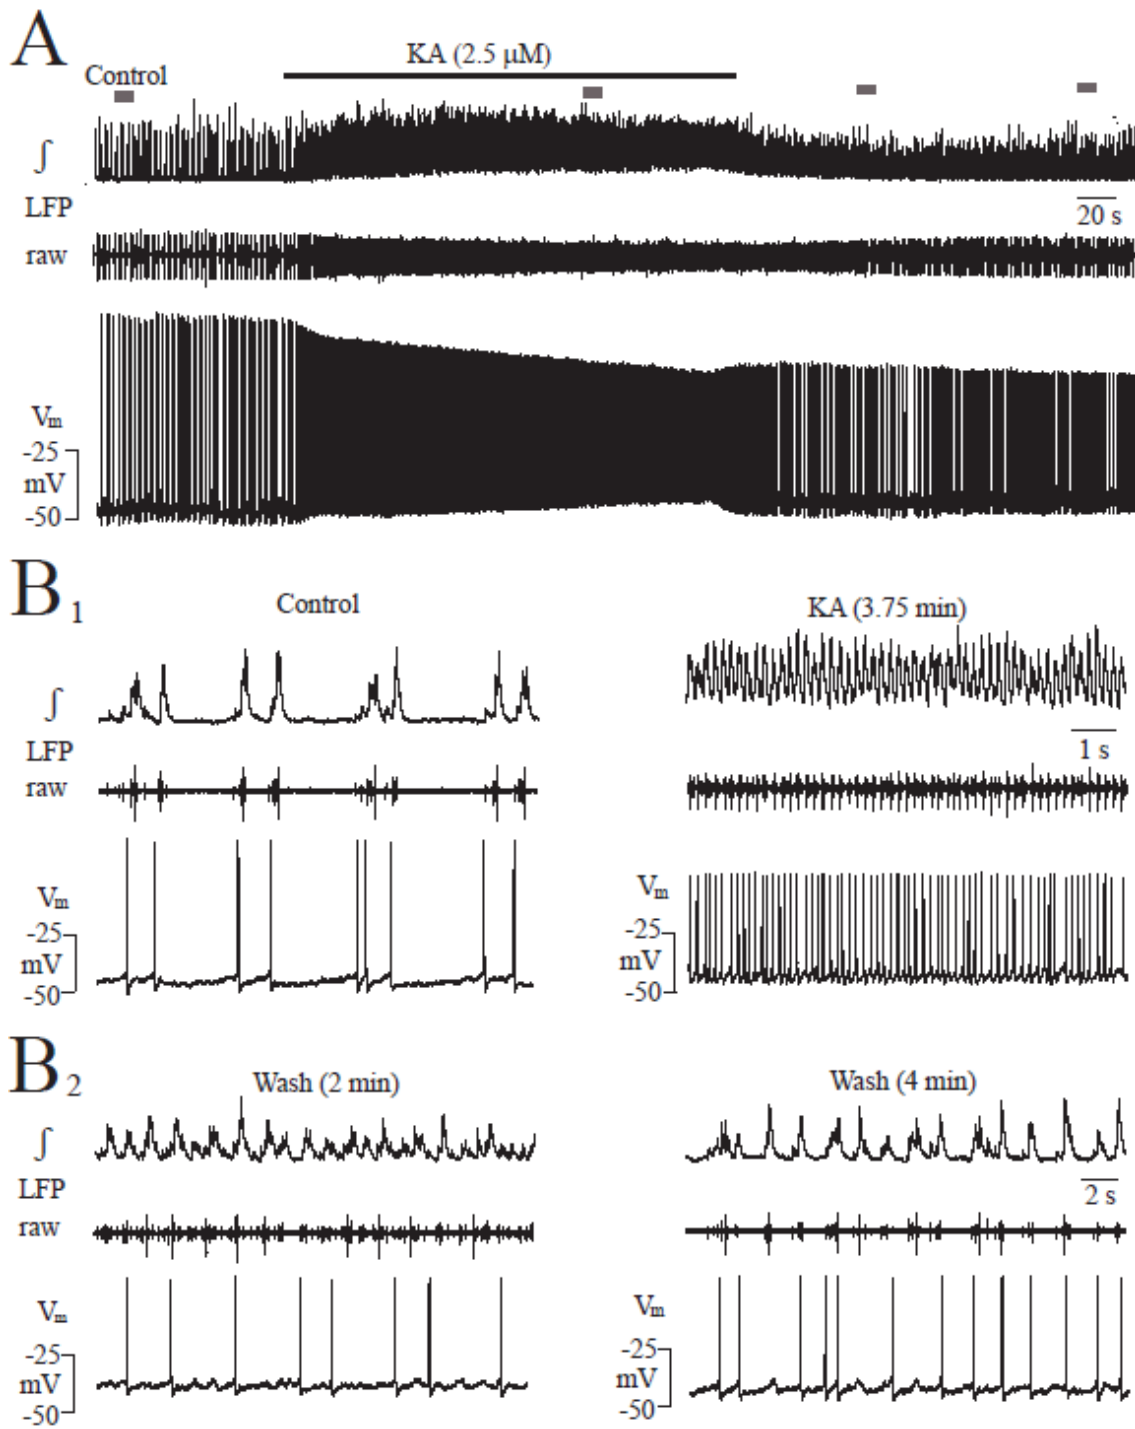 A
KA (2.5 µM)
Control
∫
LFP
20 s
raw
Vm
-25
mV
-50
B1
Control
KA (3.75 min)
∫
LFP
1 s
raw
Vm
Vm
-25
-25
mV
mV
-50
-50
B2
Wash (2 min)
Wash (4 min)
∫
LFP
2 s
raw
Vm
Vm
-25
-25
mV
mV
-50
-50